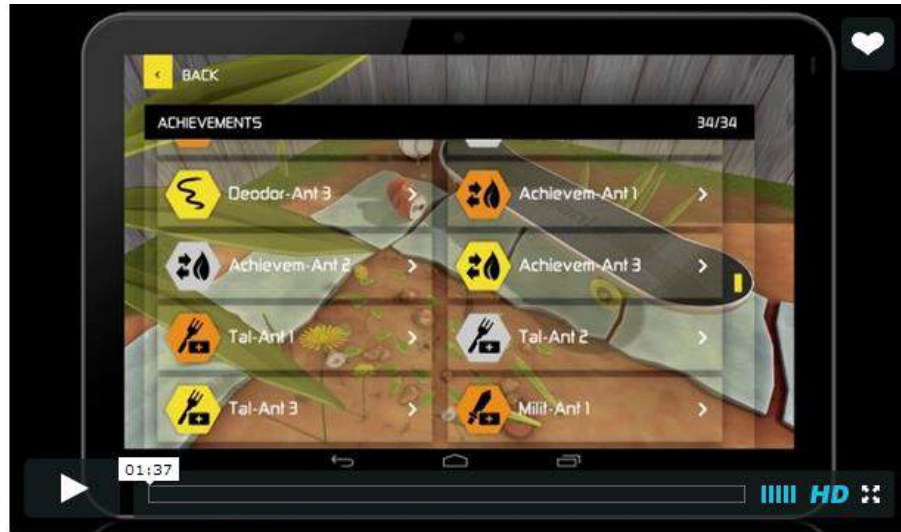 BACK
ACHIEVEMENTS 34/34
Deodor-Ant 3 Achievem-Ant 1
Achievem-Ant 2 Achievem-Ant 3
Tal-Ant 1 Tal-Ant 2
Tal-Ant 3 Milit-Ant 1
01:37
HD